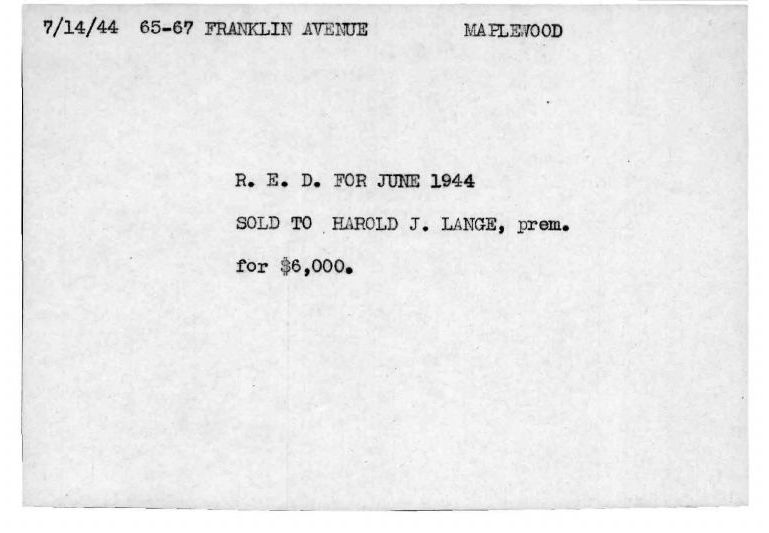 7/14/44 65-67 FRANKLIN AVENUE MAPLEWOOD
R. E. D. FOR JUNE 1944
SOLD TO HAROLD J. LANGE, prem.
for $6,000.